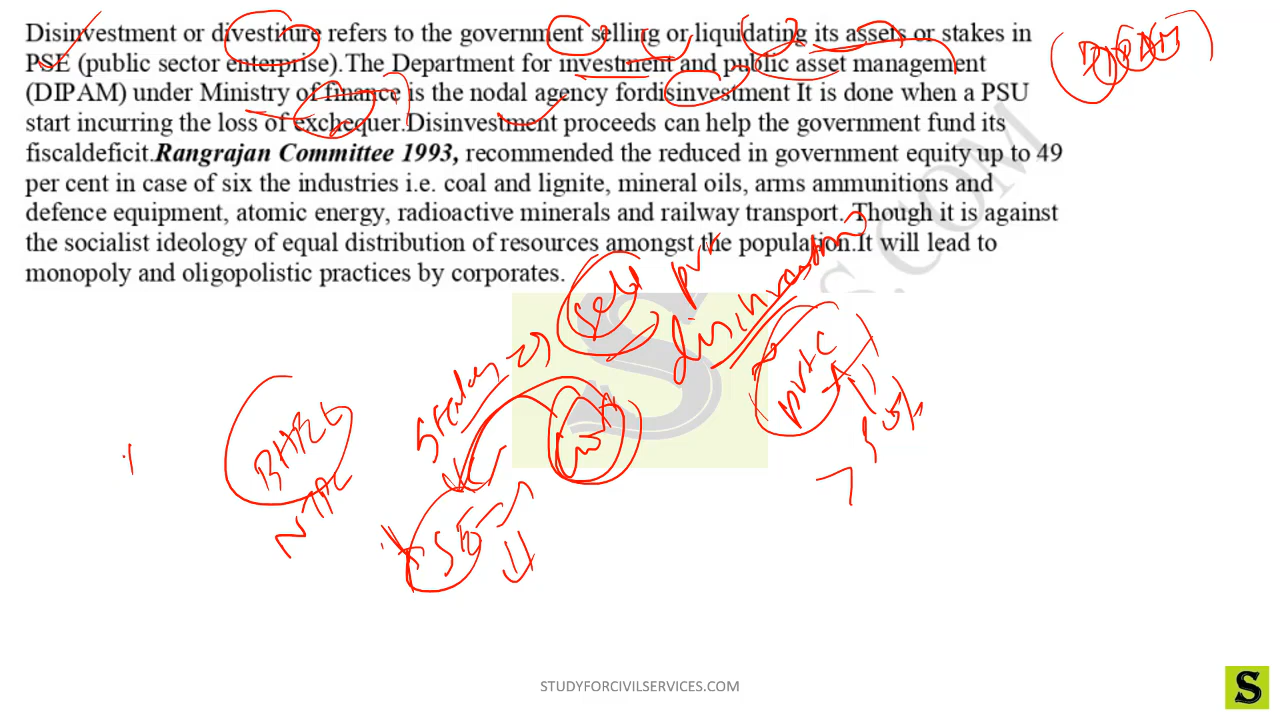 Disinvestment or divestiture refers to the government selling or liquidating its assets or stakes in
PSE (public sector enterprise).The Department for investment and public asset management
(DIPAM) under Ministry of finance is the nodal agency fordisinvestment It is done when a PSU
start incurring the loss of exchequer.Disinvestment proceeds can help the government fund its
fiscaldeficit.Rangrajan Committee 1993, recommended the reduced in government equity up to 49
per cent in case of six the industries i.e. coal and lignite, mineral oils, arms ammunitions and
defence equipment, atomic energy, radioactive minerals and railway transport. Though it is against
the socialist ideology of equal distribution of resources amongst the population.It will lead to
monopoly and oligopolistic practices by corporates.
DIPAM
sell
pvt
disinvestment
BHEL
NTPC
PSE
STUDYFORCIVILSERVICES.COM
S